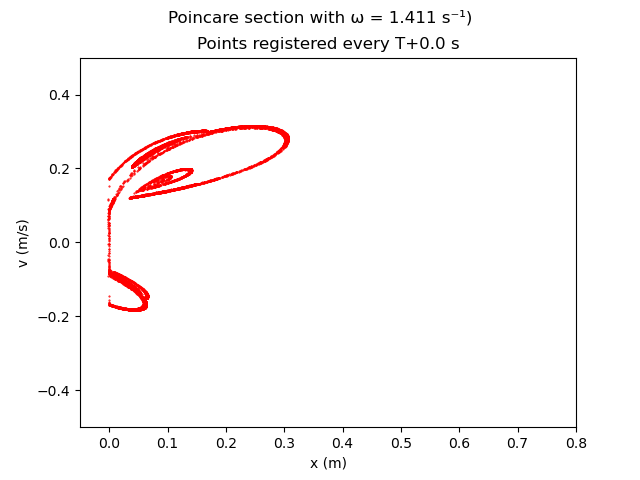 Poincare section with ω = 1.411 s⁻¹)
Points registered every T+0.0 s
0.4
0.2
0.0
−0.2
−0.4
v (m/s)
0.0 0.1 0.2 0.3 0.4 0.5 0.6 0.7 0.8
x (m)